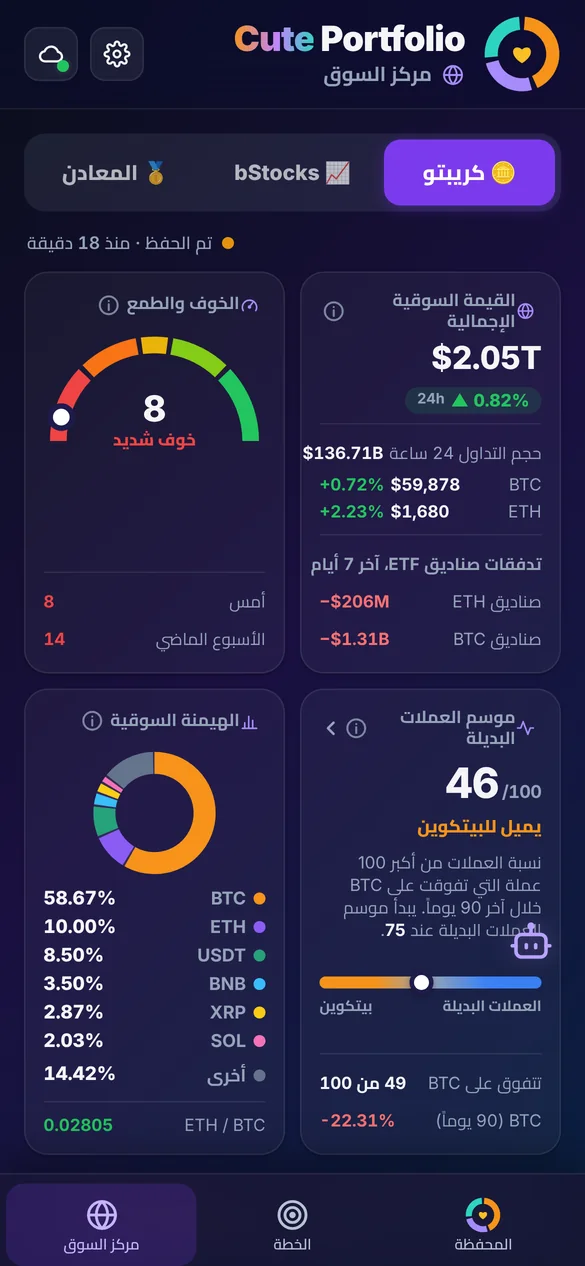 Cute Portfolio
مركز السوق
كريبتو
bStocks
المعادن
تم الحفظ · منذ 18 دقيقة
القيمة السوقية
الإجمالية
$2.05T
24h ▲ 0.82%
حجم التداول 24 ساعة $136.71B
BTC $59,878 +0.72%
ETH $1,680 +2.23%
تدفقات صناديق ETF، آخر 7 أيام
صناديق ETH −$206M
صناديق BTC −$1.31B
الخوف والطمع
8
خوف شديد
أمس 8
الأسبوع الماضي 14
موسم العملات
البديلة
46/100
يميل للبيتكوين
نسبة العملات من أكبر 100
عملة التي تفوقت على BTC
خلال آخر 90 يوماً. يبدأ موسم
العملات البديلة عند 75.
العملات البديلة بيتكوين
تتفوق على BTC 49 من 100
BTC (90 يوماً) -22.31%
الهيمنة السوقية
BTC 58.67%
ETH 10.00%
USDT 8.50%
BNB 3.50%
XRP 2.87%
SOL 2.03%
أخرى 14.42%
ETH / BTC 0.02805
المحفظة
الخطة
مركز السوق